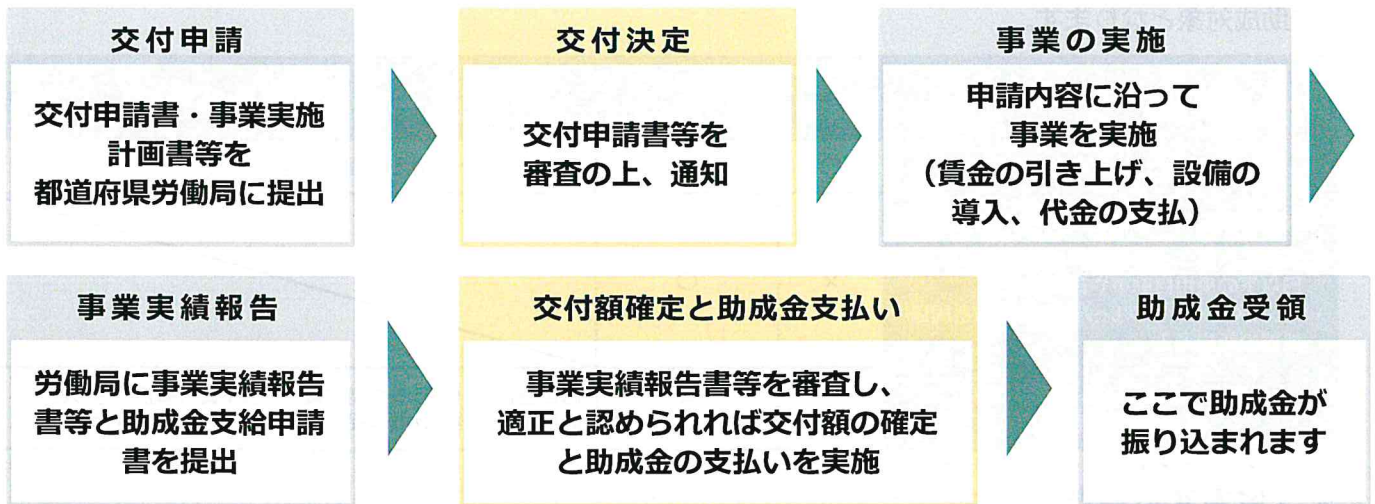 交付申請
交付申請書・事業実施
計画書等を
都道府県労働局に提出
交付決定
交付申請書等を
審査の上、通知
事業の実施
申請内容に沿って
事業を実施
（賃金の引き上げ、設備の
導入、代金の支払）
事業実績報告
労働局に事業実績報告
書等と助成金支給申請
書を提出
交付額確定と助成金支払い
事業実績報告書等を審査し、
適正と認められれば交付額の確定
と助成金の支払いを実施
助成金受領
ここで助成金が
振り込まれます